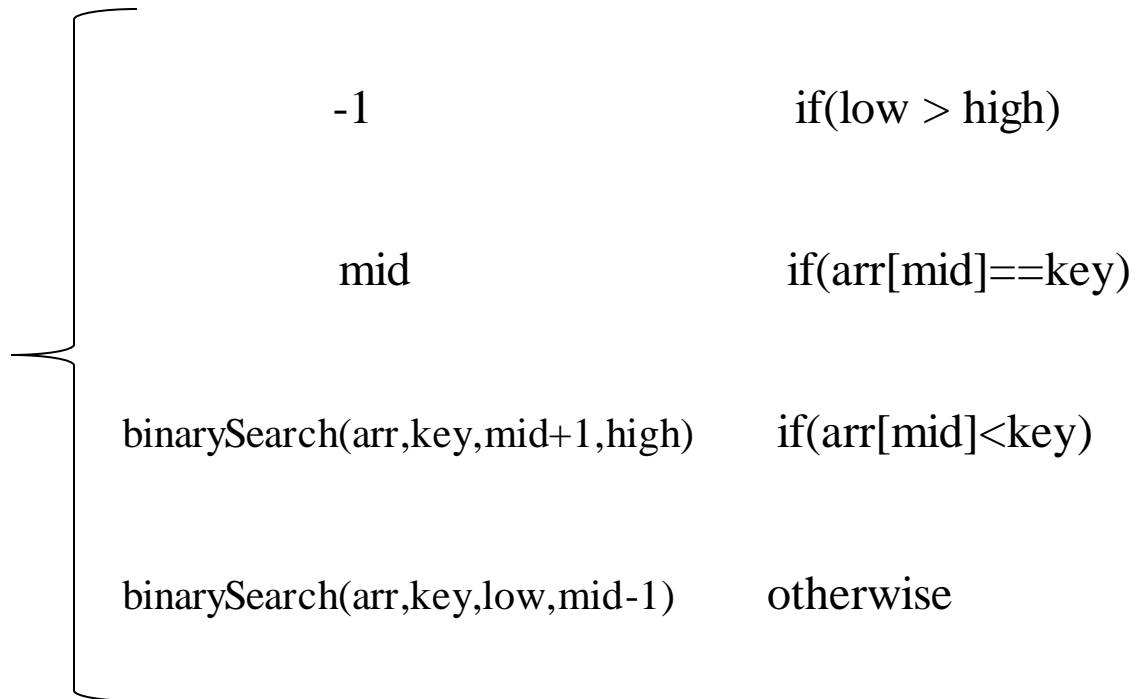 -1 if(low > high)
mid if(arr[mid]==key)
binarySearch(arr,key,mid+1,high) if(arr[mid]<key)
binarySearch(arr,key,low,mid-1) otherwise